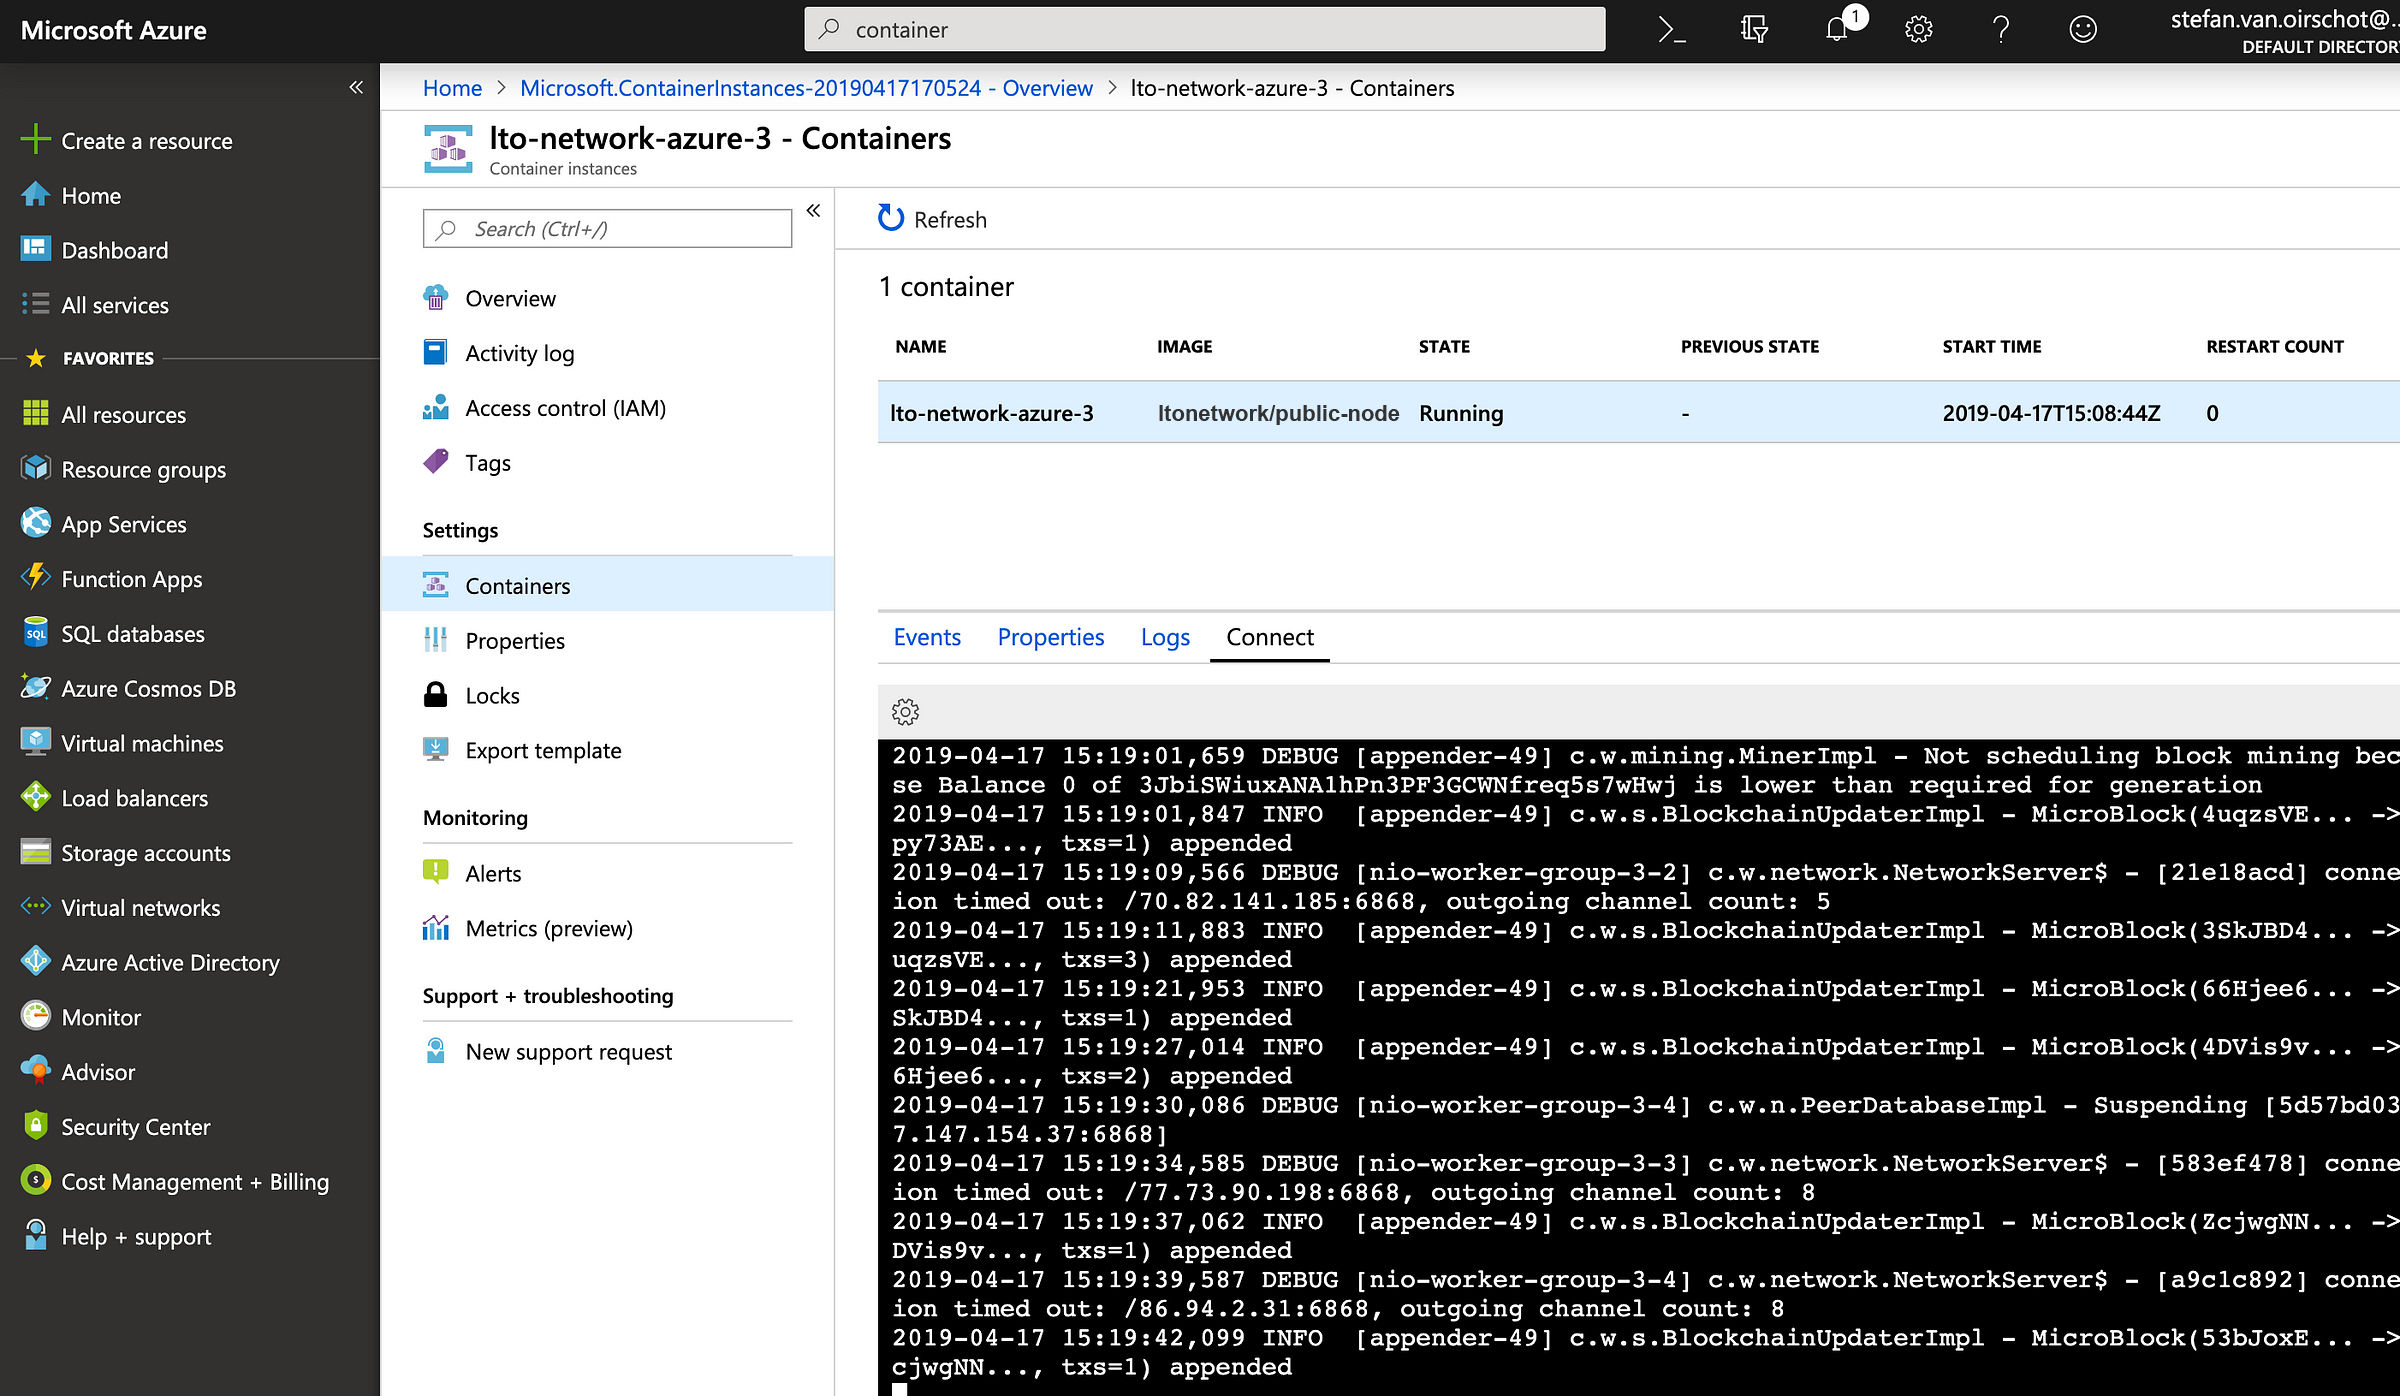 Microsoft Azure
container
1
stefan.van.oirschot@...
DEFAULT DIRECTOR
Create a resource
Home
Dashboard
All services
FAVORITES
All resources
Resource groups
App Services
Function Apps
SQL databases
Azure Cosmos DB
Virtual machines
Load balancers
Storage accounts
Virtual networks
Azure Active Directory
Monitor
Advisor
Security Center
Cost Management + Billing
Help + support
Home > Microsoft.ContainerInstances-20190417170524 - Overview > lto-network-azure-3 - Containers
lto-network-azure-3 - Containers
Container instances
Search (Ctrl+/)
Overview
Activity log
Access control (IAM)
Tags
Settings
Containers
Properties
Locks
Export template
Monitoring
Alerts
Metrics (preview)
Support + troubleshooting
New support request
Refresh
1 container
NAME IMAGE STATE PREVIOUS STATE START TIME RESTART COUNT
lto-network-azure-3 ltonetwork/public-node Running - 2019-04-17T15:08:44Z 0
Events Properties Logs Connect
2019-04-17 15:19:01,659 DEBUG [appender-49] c.w.mining.MinerImpl - Not scheduling block mining bec
se Balance 0 of 3JbiSWiuxANA1hPn3PF3GCWNfreq5s7wHwj is lower than required for generation
2019-04-17 15:19:01,847 INFO  [appender-49] c.w.s.BlockchainUpdaterImpl - MicroBlock(4uqzsVE... ->
py73AE..., txs=1) appended
2019-04-17 15:19:09,566 DEBUG [nio-worker-group-3-2] c.w.network.NetworkServer$ - [21e18acd] conne
ion timed out: /70.82.141.185:6868, outgoing channel count: 5
2019-04-17 15:19:11,883 INFO  [appender-49] c.w.s.BlockchainUpdaterImpl - MicroBlock(3SkJBD4... ->
uqzsVE..., txs=3) appended
2019-04-17 15:19:21,953 INFO  [appender-49] c.w.s.BlockchainUpdaterImpl - MicroBlock(66Hjee6... ->
SkJBD4..., txs=1) appended
2019-04-17 15:19:27,014 INFO  [appender-49] c.w.s.BlockchainUpdaterImpl - MicroBlock(4DVis9v... ->
6Hjee6..., txs=2) appended
2019-04-17 15:19:30,086 DEBUG [nio-worker-group-3-4] c.w.n.PeerDatabaseImpl - Suspending [5d57bd03
7.147.154.37:6868]
2019-04-17 15:19:34,585 DEBUG [nio-worker-group-3-3] c.w.network.NetworkServer$ - [583ef478] conne
ion timed out: /77.73.90.198:6868, outgoing channel count: 8
2019-04-17 15:19:37,062 INFO  [appender-49] c.w.s.BlockchainUpdaterImpl - MicroBlock(ZcjwgNN... ->
DVis9v..., txs=1) appended
2019-04-17 15:19:39,587 DEBUG [nio-worker-group-3-4] c.w.network.NetworkServer$ - [a9c1c892] conne
ion timed out: /86.94.2.31:6868, outgoing channel count: 8
2019-04-17 15:19:42,099 INFO  [appender-49] c.w.s.BlockchainUpdaterImpl - MicroBlock(53bJoxE... ->
cjwgNN..., txs=1) appended